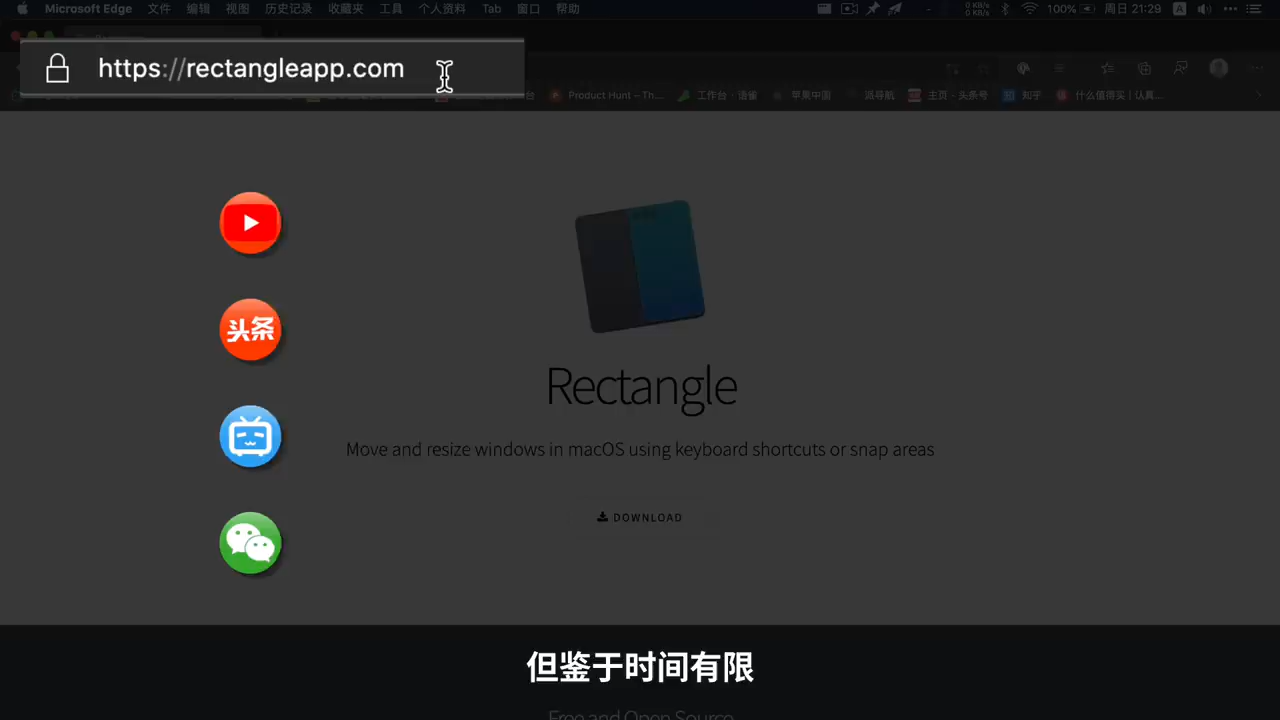 Microsoft Edge 文件 编辑 视图 历史记录 收藏夹 工具 个人资料 Tab 窗口 帮助 0 KB/s 0 KB/s 100% 周日 21:29 A
https://rectangleapp.com
Product Hunt – Th... 工作台 · 语雀 苹果中国 主页 - 头条号 知乎 什么值得买 | 认真...
头条
Rectangle
Move and resize windows in macOS using keyboard shortcuts or snap areas
DOWNLOAD
但鉴于时间有限
Free and Open Source